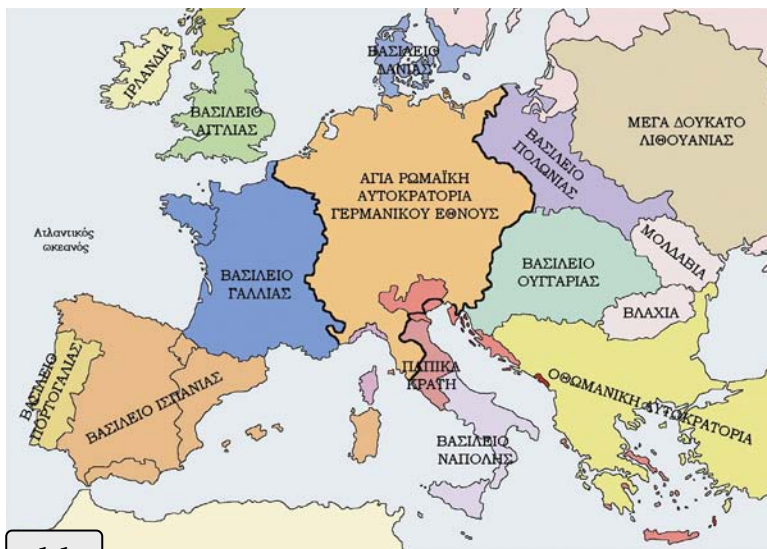 ΙΡΛΑΝΔΙΑ
ΒΑΣΙΛΕΙΟ
ΑΓΓΛΙΑΣ
ΒΑΣΙΛΕΙΟ
ΔΑΝΙΑΣ
ΜΕΓΑ ΔΟΥΚΑΤΟ
ΛΙΘΟΥΑΝΙΑΣ
ΒΑΣΙΛΕΙΟ
ΠΟΛΩΝΙΑΣ
ΑΓΙΑ ΡΩΜΑΪΚΗ
ΑΥΤΟΚΡΑΤΟΡΙΑ
ΓΕΡΜΑΝΙΚΟΥ ΕΘΝΟΥΣ
Ατλαντικός
ωκεανός
ΒΑΣΙΛΕΙΟ
ΓΑΛΛΙΑΣ
ΒΑΣΙΛΕΙΟ
ΟΥΓΓΑΡΙΑΣ
ΜΟΛΔΑΒΙΑ
ΒΛΑΧΙΑ
ΒΑΣΙΛΕΙΟ
ΠΟΡΤΟΓΑΛΙΑΣ
ΒΑΣΙΛΕΙΟ ΙΣΠΑΝΙΑΣ
ΠΑΠΙΚΑ
ΚΡΑΤΗ
ΟΘΩΜΑΝΙΚΗ ΑΥΤΟΚΡΑΤΟΡΙΑ
ΒΑΣΙΛΕΙΟ
ΝΑΠΟΛΗΣ